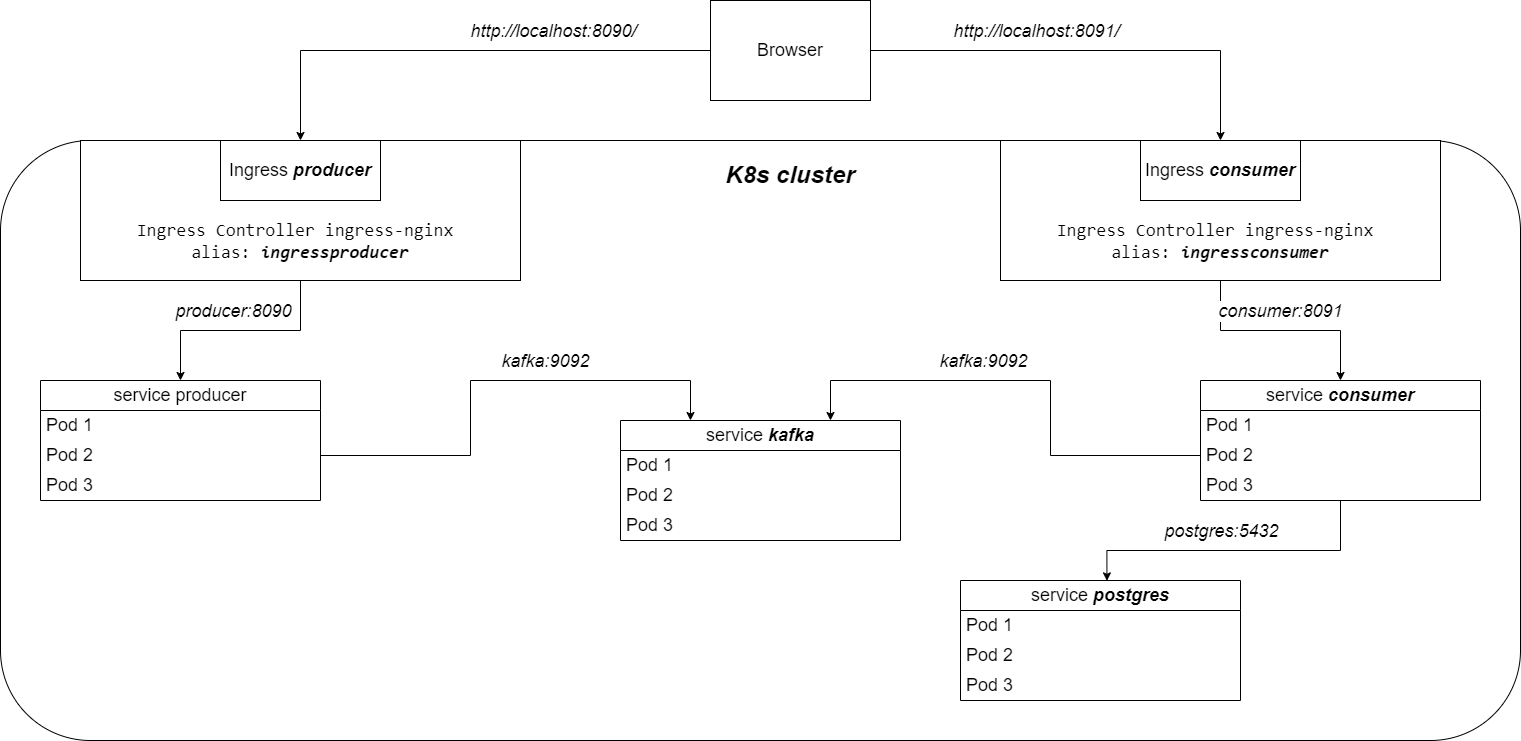 http://localhost:8090/
Browser
http://localhost:8091/
Ingress producer
K8s cluster
Ingress consumer
Ingress Controller ingress-nginx
alias: ingressproducer
Ingress Controller ingress-nginx
alias: ingressconsumer
producer:8090
consumer:8091
kafka:9092
kafka:9092
service producer
Pod 1
Pod 2
Pod 3
service kafka
Pod 1
Pod 2
Pod 3
service consumer
Pod 1
Pod 2
Pod 3
postgres:5432
service postgres
Pod 1
Pod 2
Pod 3